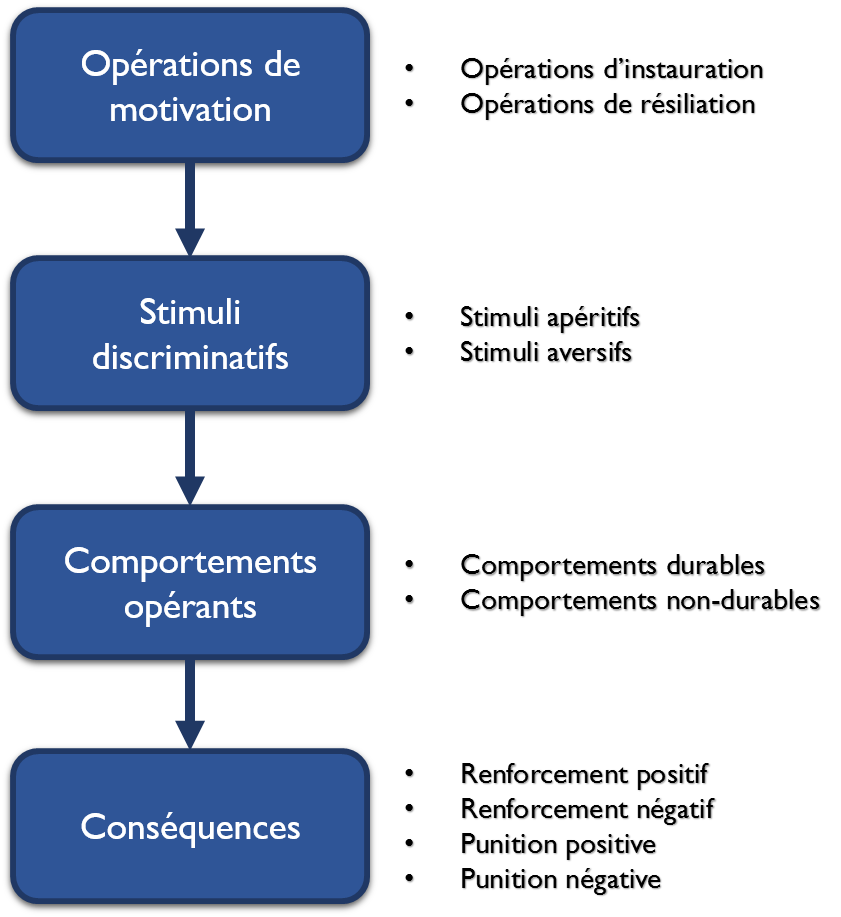 Opérations de
motivation
• Opérations d’instauration
• Opérations de résiliation
Stimuli
discriminatifs
• Stimuli apéritifs
• Stimuli aversifs
Comportements
opérants
• Comportements durables
• Comportements non-durables
Conséquences
• Renforcement positif
• Renforcement négatif
• Punition positive
• Punition négative